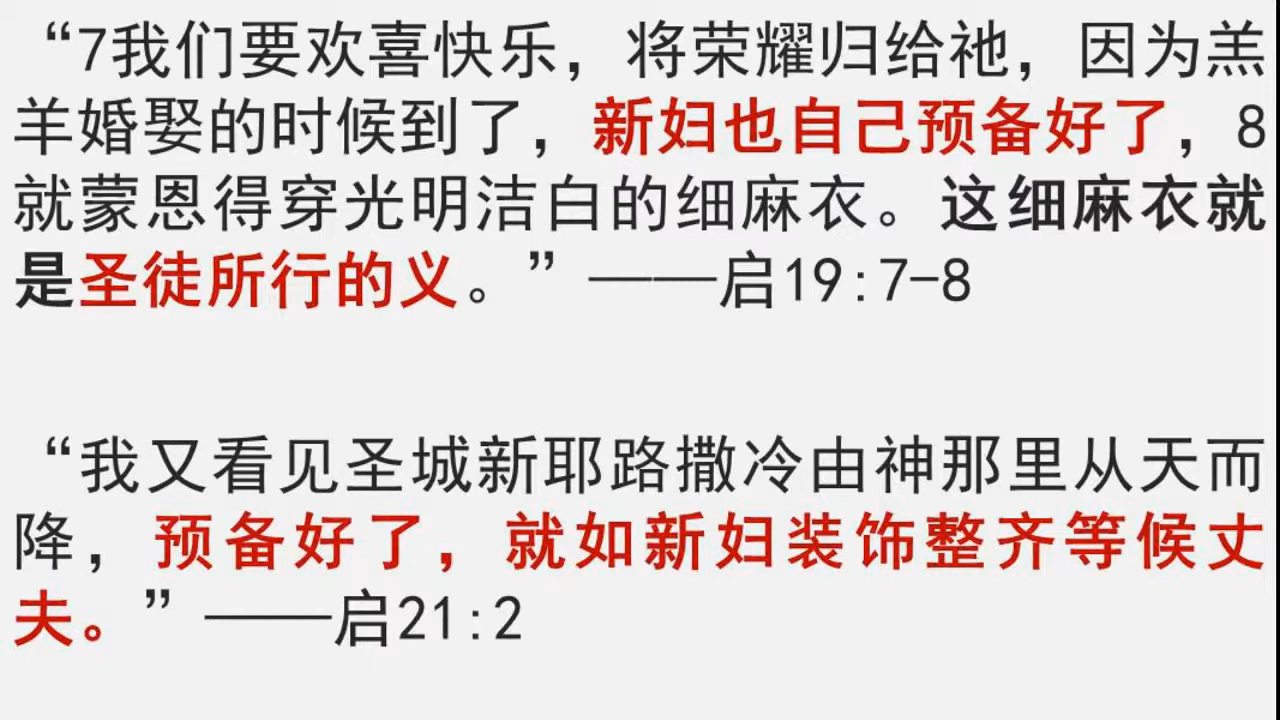 “7我们要欢喜快乐，将荣耀归给祂，因为羔
羊婚娶的时候到了，新妇也自己预备好了，8
就蒙恩得穿光明洁白的细麻衣。这细麻衣就
是圣徒所行的义。”——启19:7-8
“我又看见圣城新耶路撒冷由神那里从天而
降，预备好了，就如新妇装饰整齐等候丈
夫。”——启21:2